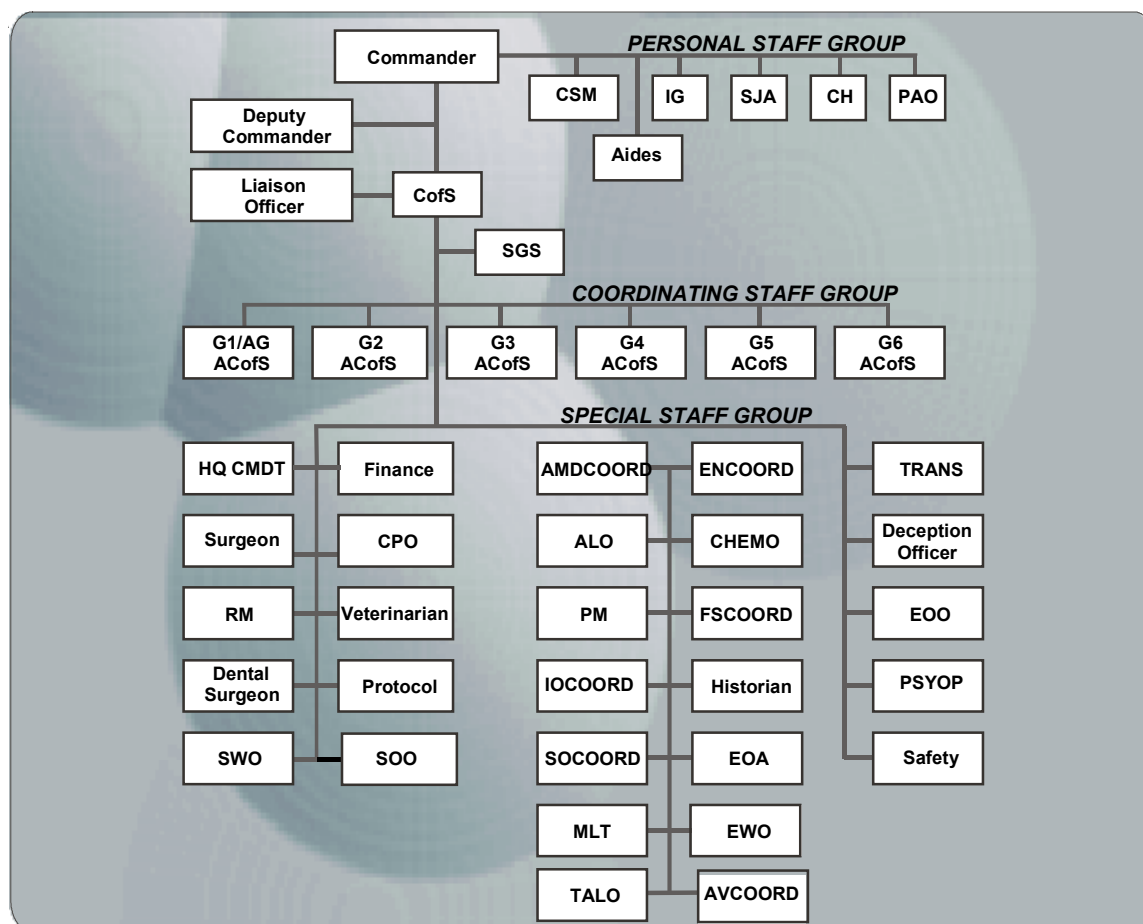 PERSONAL STAFF GROUP
Commander
CSM
IG
SJA
CH
PAO
Deputy
Commander
Aides
Liaison
Officer
CofS
SGS
COORDINATING STAFF GROUP
G1/AG
ACofS
G2
ACofS
G3
ACofS
G4
ACofS
G5
ACofS
G6
ACofS
SPECIAL STAFF GROUP
HQ CMDT
Finance
AMDCOORD
ENCOORD
TRANS
Surgeon
CPO
ALO
CHEMO
Deception
Officer
RM
Veterinarian
PM
FSCOORD
EOO
Dental
Surgeon
Protocol
IOCOORD
Historian
PSYOP
SWO
SOO
SOCOORD
EOA
Safety
MLT
EWO
TALO
AVCOORD